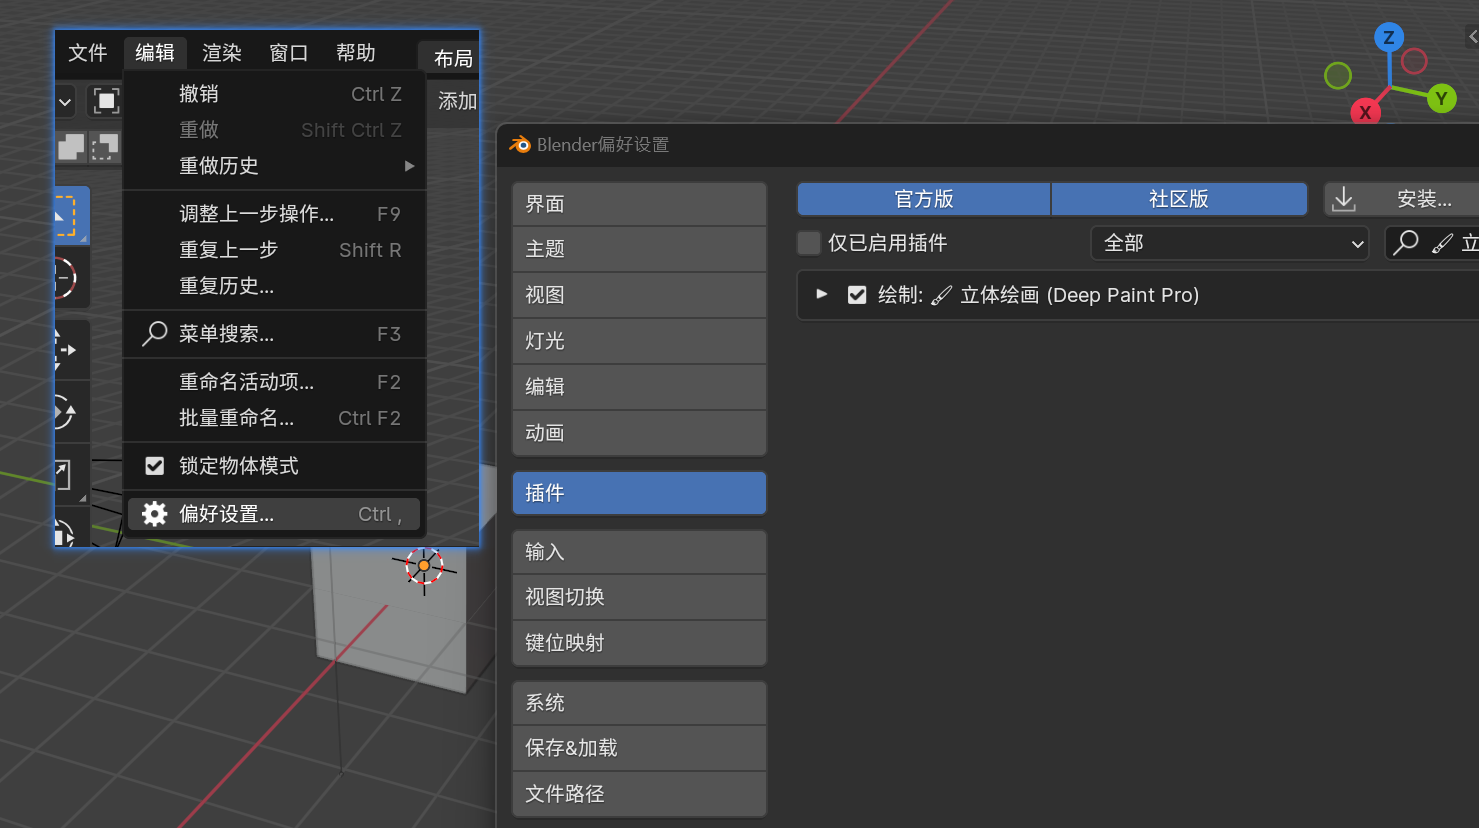 文件 编辑 渲染 窗口 帮助 布局
添加
撤销 Ctrl Z
重做 Shift Ctrl Z
重做历史
调整上一步操作... F9
重复上一步 Shift R
重复历史...
菜单搜索... F3
重命名活动项... F2
批量重命名... Ctrl F2
锁定物体模式
偏好设置... Ctrl ,
Z
Y
X
Blender偏好设置
界面
主题
视图
灯光
编辑
动画
插件
输入
视图切换
键位映射
系统
保存&加载
文件路径
官方版 社区版 安装...
仅已启用插件 全部 立
绘制: 立体绘画 (Deep Paint Pro)